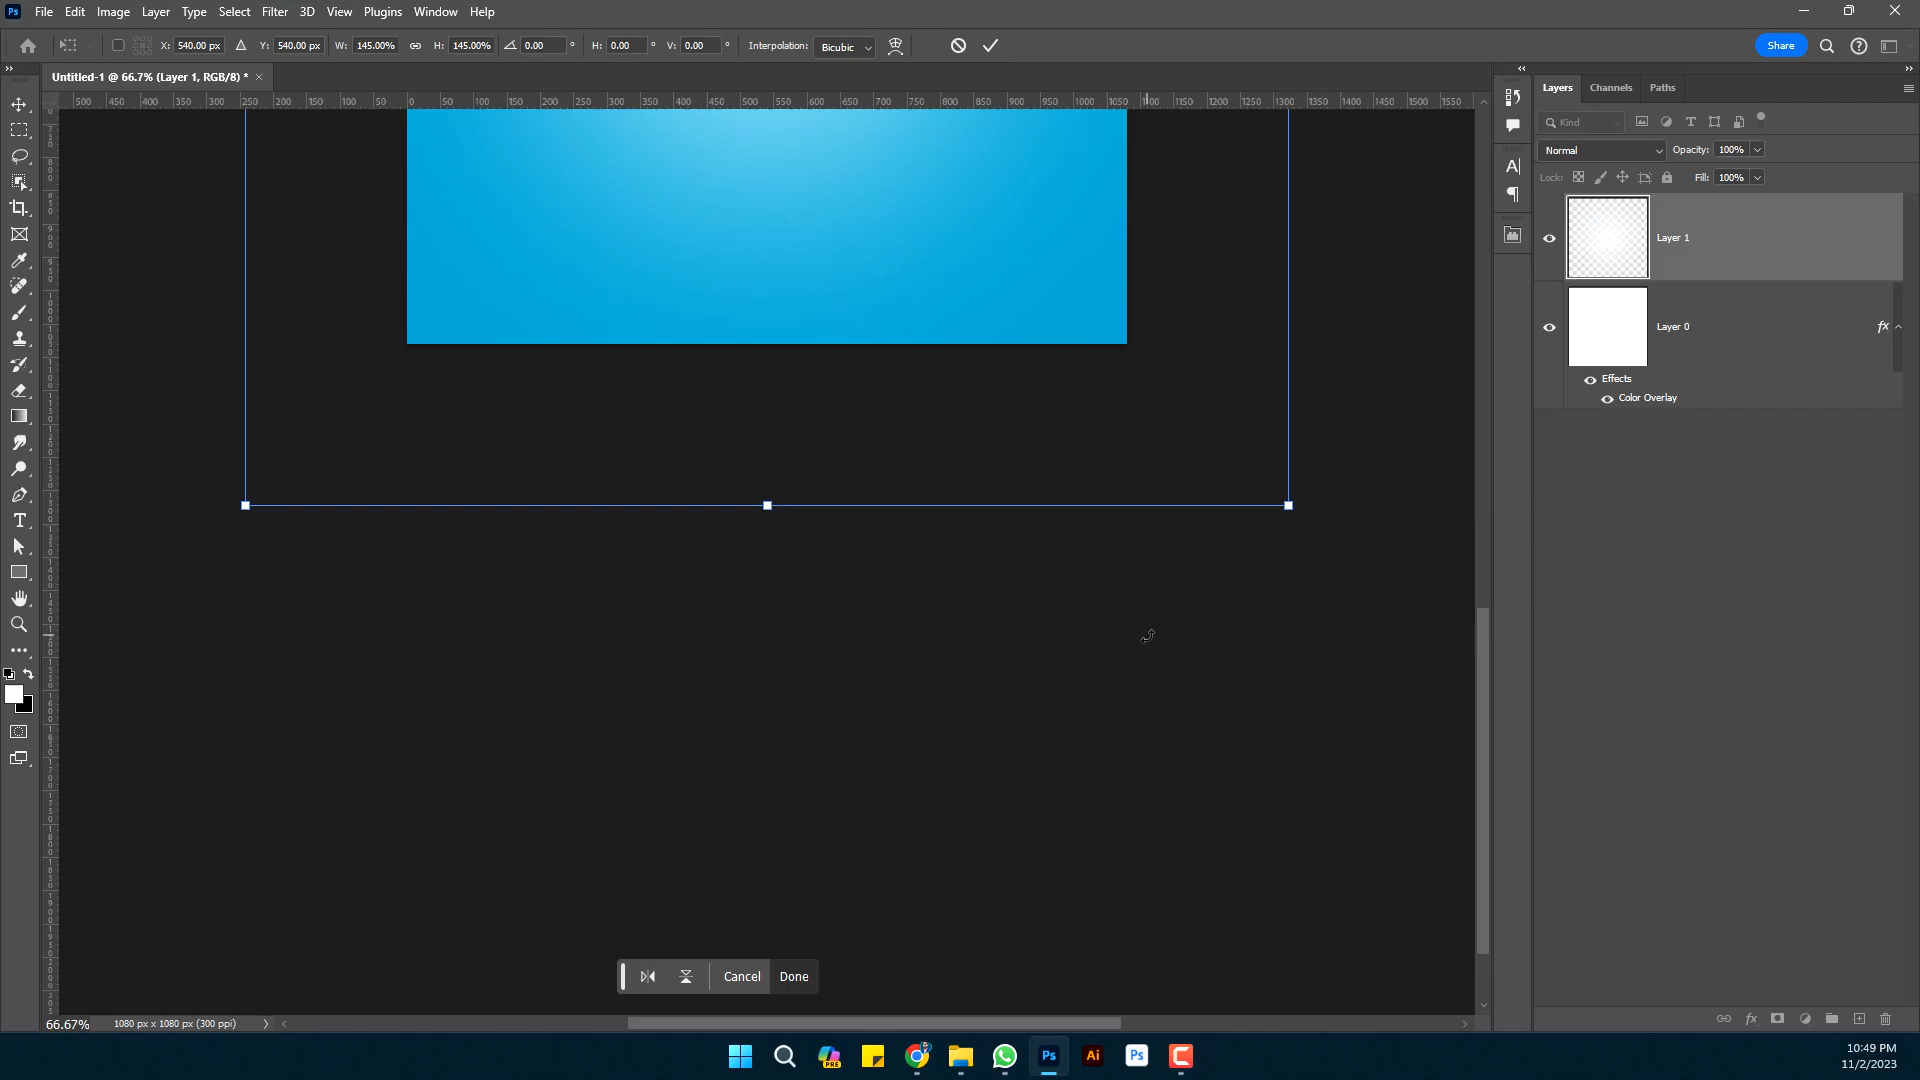 Ps File Edit Image Layer Type Select Filter 3D View Plugins Window Help
X: 540.00 px Y: 540.00 px W: 145.00% H: 145.00% 0.00 ° H: 0.00 ° V: 0.00 ° Interpolation: Bicubic Share
Untitled-1 @ 66.7% (Layer 1, RGB/8) * ×
500 450 400 350 300 250 200 150 100 50 0 50 100 150 200 250 300 350 400 450 500 550 600 650 700 750 800 850 900 950 1000 1050 1100 1150 1200 1250 1300 1350 1400 1450 1500 1550
Layers Channels Paths
Kind
Normal Opacity: 100%
Lock: Fill: 100%
Layer 1
Layer 0 fx
Effects
Color Overlay
Cancel Done
66.67% 1080 px x 1080 px (300 ppi)
fx
PRE Ps Ai Ps
10:49 PM
11/2/2023